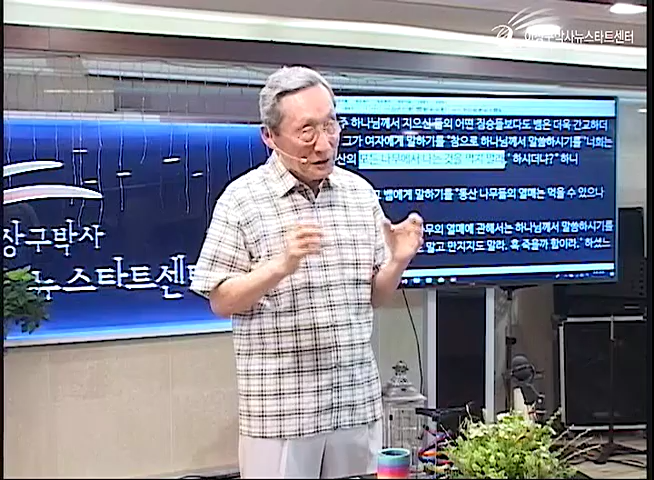 이상구박사뉴스타트센터
주 하나님께서 지으신 들의 어떤 짐승들보다도 뱀은 더욱 간교하더
그가 여자에게 말하기를 "참으로 하나님께서 말씀하시기를 '너희는
산의 모든 나무에서 나는 것을 먹지 말라.' 하시더냐?" 하니
뱀에게 말하기를 "동산 나무들의 열매는 먹을 수 있으나
나무의 열매에 관해서는 하나님께서 말씀하시기를
말고 만지지도 말라. 혹 죽을까 함이라.' 하셨느
상구박사
뉴스타트센